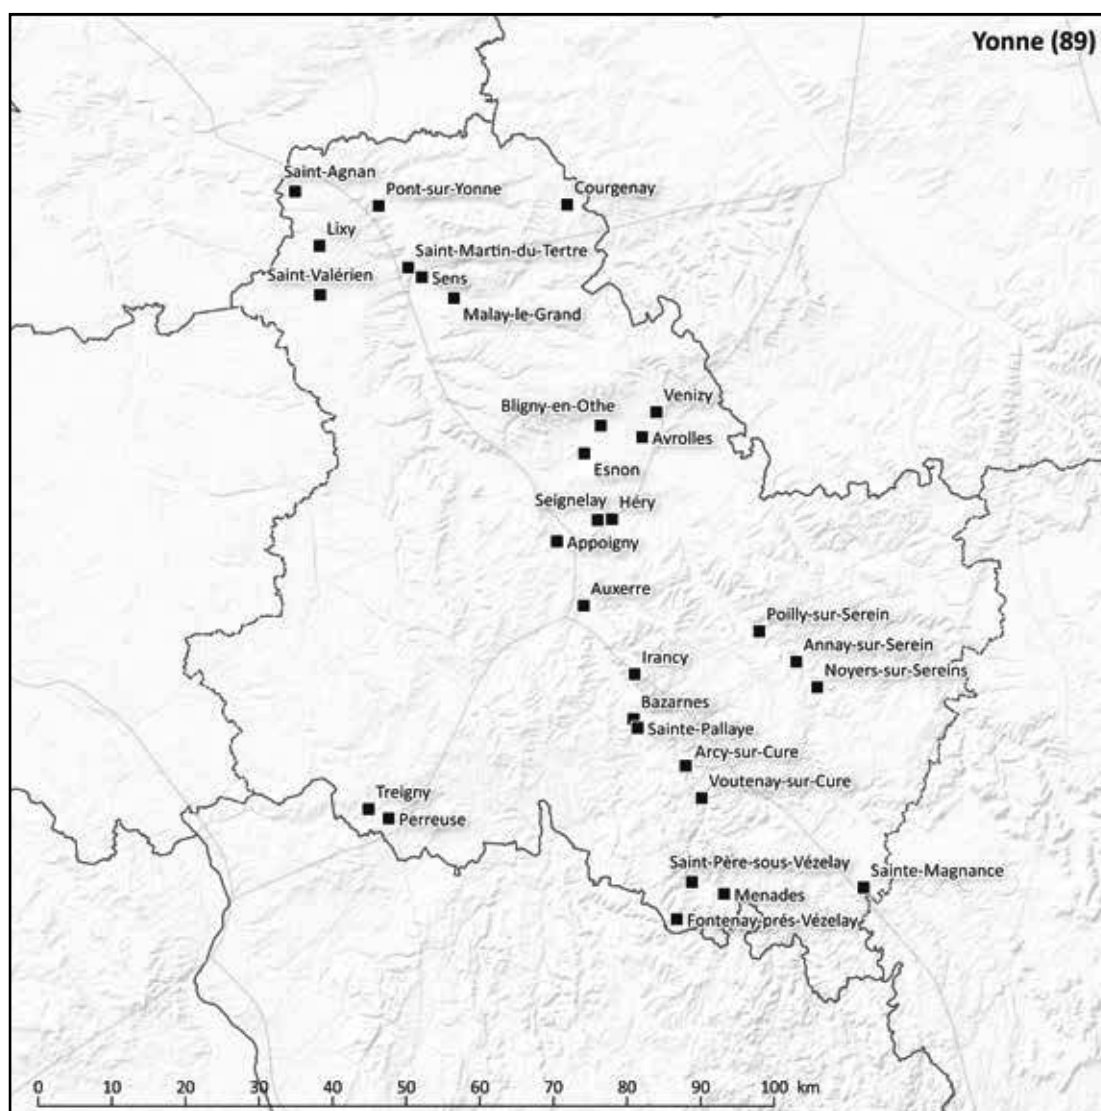 Yonne (89)
Saint-Agnan
Pont-sur-Yonne
Courgenay
Lixy
Saint-Martin-du-Tertre
Saint-Valérien
Sens
Malay-le-Grand
Venizy
Bligny-en-Othe
Avrolles
Esnon
Seignelay
Héry
Appoigny
Auxerre
Poilly-sur-Serein
Annay-sur-Serein
Irancy
Noyers-sur-Sereins
Bazarnes
Sainte-Pallaye
Arcy-sur-Cure
Voutenay-sur-Cure
Treigny
Perreuse
Saint-Père-sous-Vézelay
Sainte-Magnance
Menades
Fontenay-prés-Vézelay
0 10 20 30 40 50 60 70 80 90 100 km